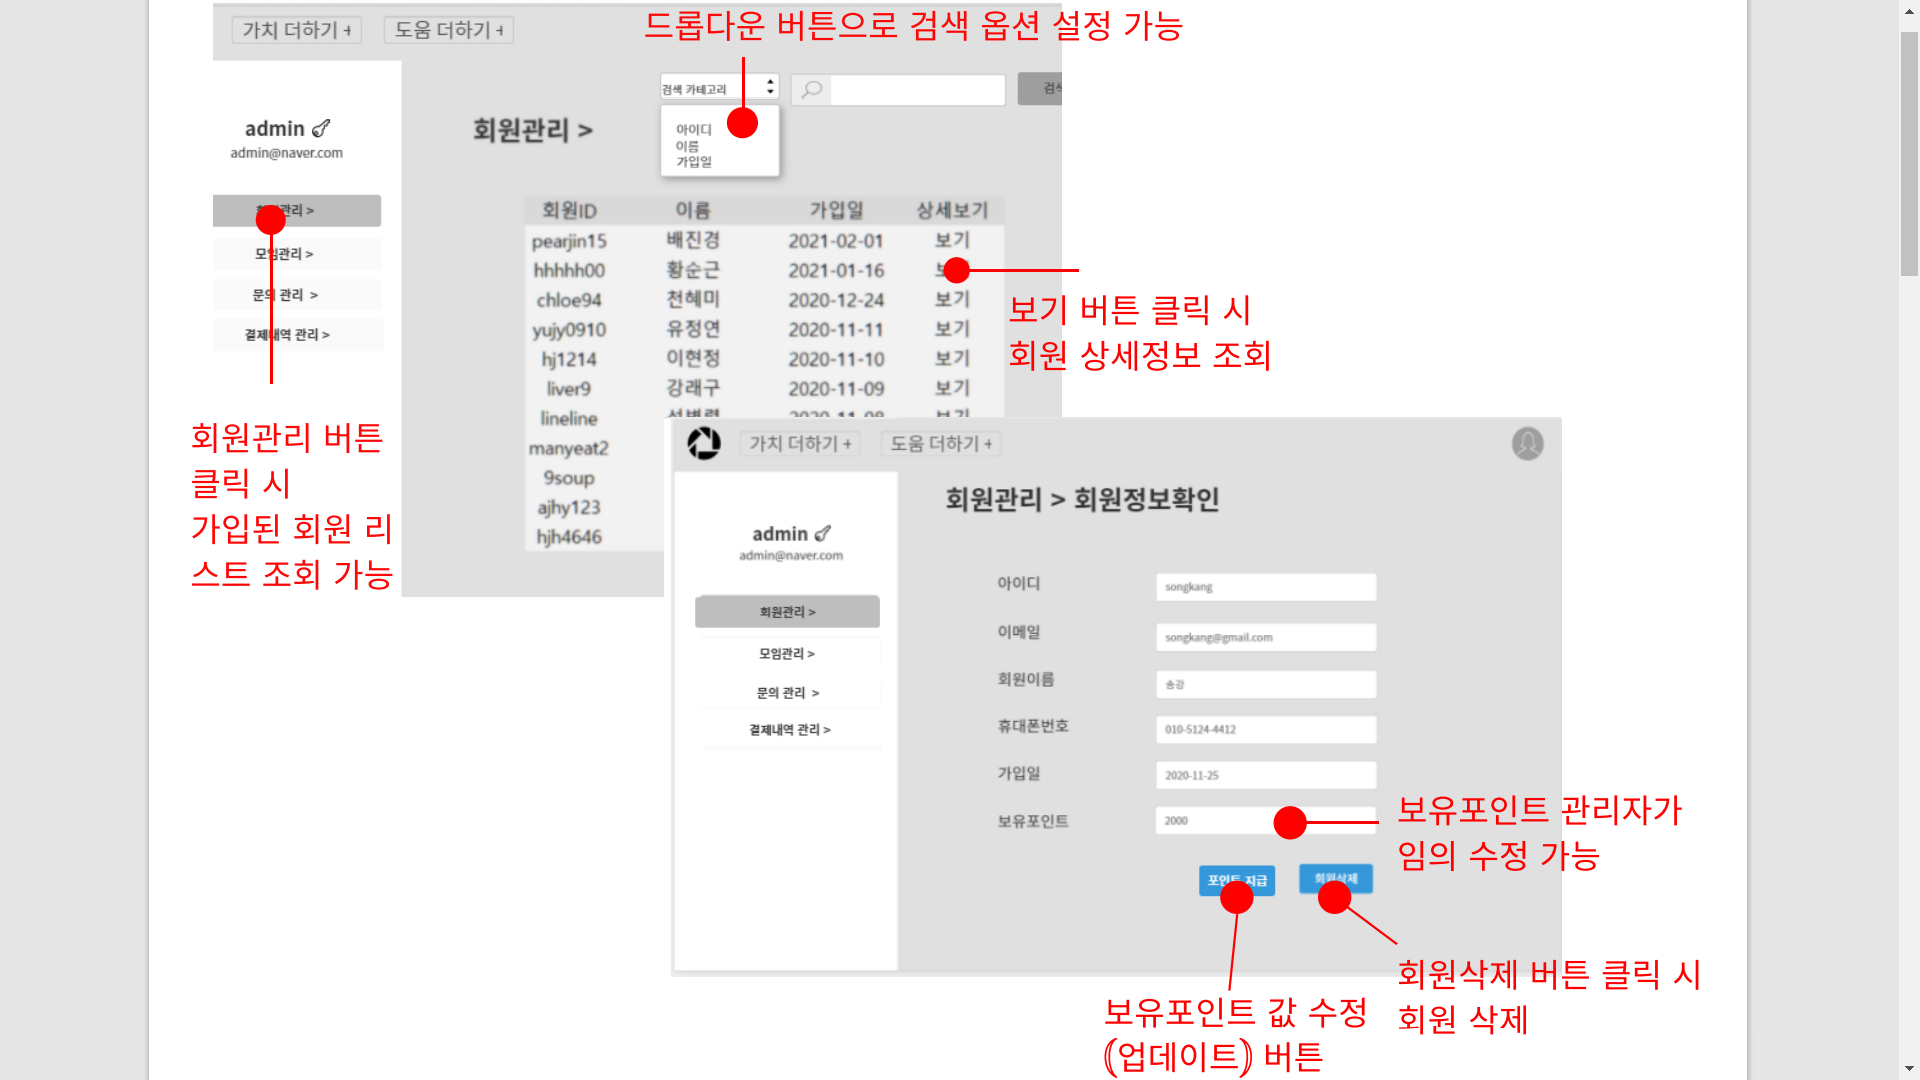 가치 더하기 +
도움 더하기 +
드롭다운 버튼으로 검색 옵션 설정 가능
검색 카테고리
아이디
이름
가입일
admin
admin@naver.com
회원관리 >
관리 >
모임관리 >
문의 관리 >
결제내역 관리 >
회원ID 이름 가입일 상세보기
pearjin15 배진경 2021-02-01 보기
hhhhh00 황순근 2021-01-16
chloe94 천혜미 2020-12-24 보기
yujy0910 유정연 2020-11-11 보기
hj1214 이현정 2020-11-10 보기
liver9 강래구 2020-11-09 보기
lineline
manyeat2
9soup
ajhy123
hjh4646
보기 버튼 클릭 시
회원 상세정보 조회
회원관리 버튼
클릭 시
가입된 회원 리
스트 조회 가능
가치 더하기 +
도움 더하기 +
admin
admin@naver.com
회원관리 >
모임관리 >
문의 관리 >
결제내역 관리 >
회원관리 > 회원정보확인
아이디 songkang
이메일 songkang@gmail.com
회원이름 송강
휴대폰번호 010-5124-4412
가입일 2020-11-25
보유포인트 2000
포인트 지급
회원삭제
보유포인트 관리자가
임의 수정 가능
회원삭제 버튼 클릭 시
회원 삭제
보유포인트 값 수정
(업데이트) 버튼